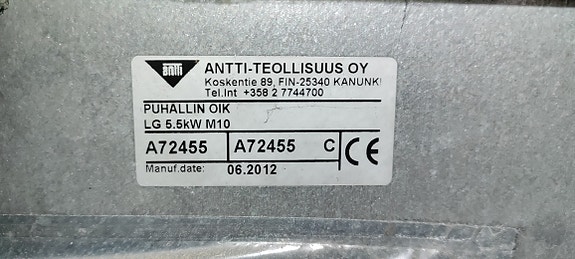 antti
ANTTI-TEOLLISUUS OY
Koskentie 89, FIN-25340 KANUNKI
Tel.Int +358 2 7744700
PUHALLIN OIK
LG 5.5kW M10
A72455 A72455 C CE
Manuf.date: 06.2012